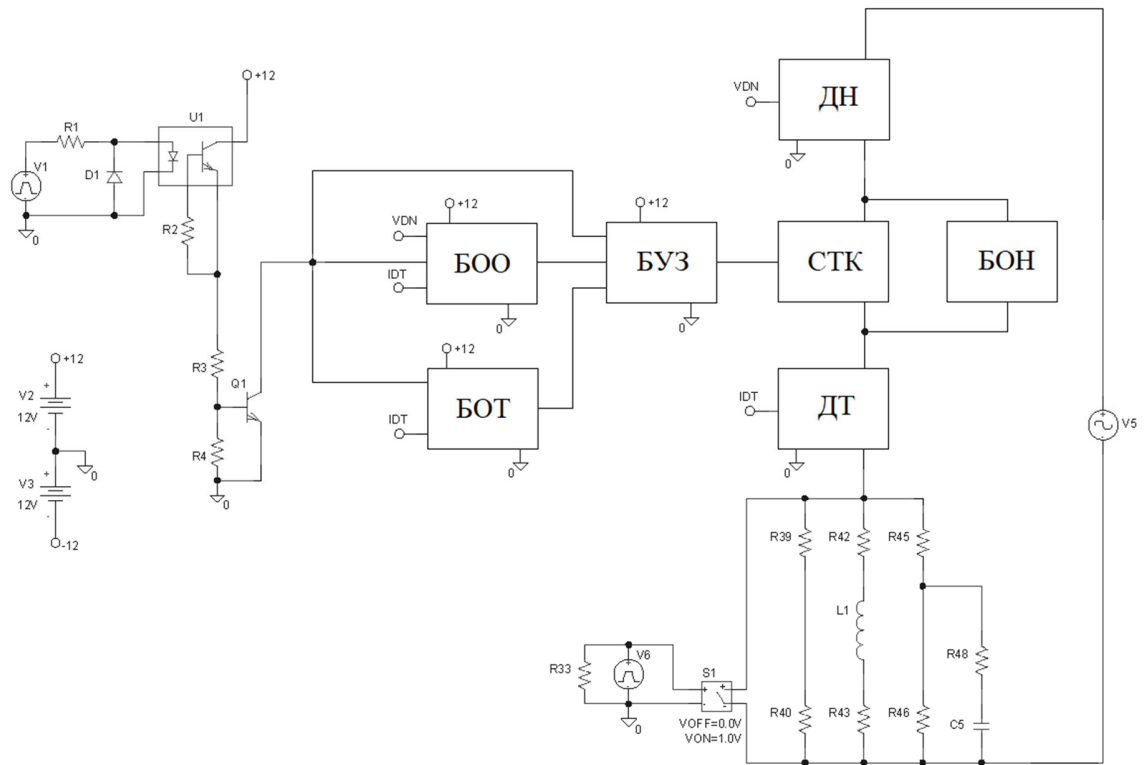 +12
VDN
ДН
U1
R1
V1
D1
0
R2
0
+12
VDN
БОО
IDT
0
+12
БУЗ
0
СТК
БОН
+12
V2
12V
V3
12V
0
-12
R3
Q1
R4
0
+12
БОТ
IDT
0
IDT
ДТ
0
V5
R39
R42
R45
L1
R48
R33
V6
0
S1
VOFF=0.0V
VON=1.0V
R40
R43
R46
C5